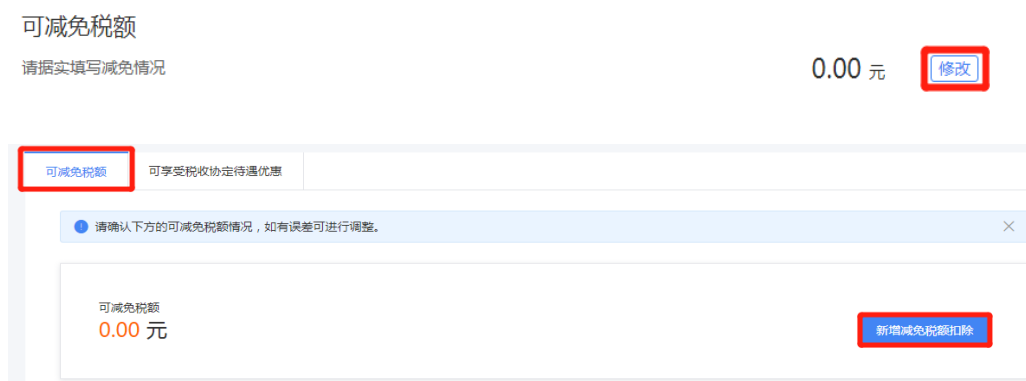 可减免税额
请据实填写减免情况
0.00 元
修改
可减免税额
可享受税收协定待遇优惠
请确认下方的可减免税额情况，如有误差可进行调整。
可减免税额
0.00 元
新增减免税额扣除